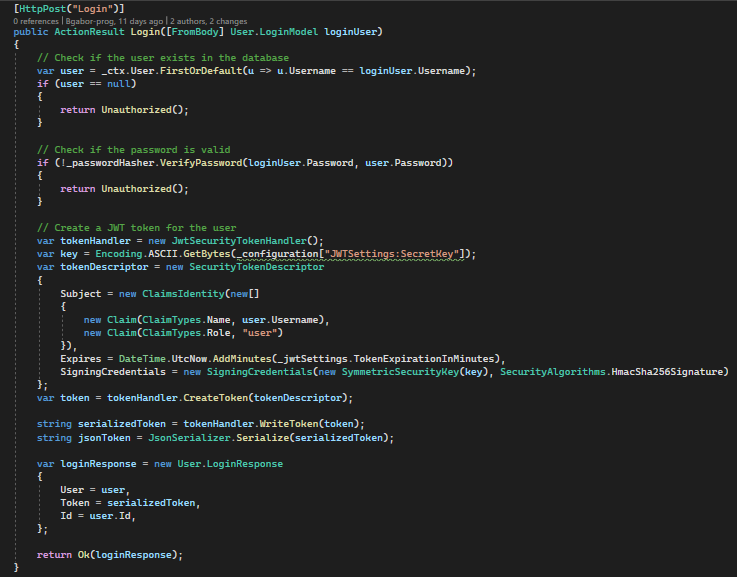 [HttpPost("Login")]
0 references | Bgabor-prog, 11 days ago | 2 authors, 2 changes
public ActionResult Login([FromBody] User.LoginModel loginUser)
{
    // Check if the user exists in the database
    var user = _ctx.User.FirstOrDefault(u => u.Username == loginUser.Username);
    if (user == null)
    {
        return Unauthorized();
    }

    // Check if the password is valid
    if (!_passwordHasher.VerifyPassword(loginUser.Password, user.Password))
    {
        return Unauthorized();
    }

    // Create a JWT token for the user
    var tokenHandler = new JwtSecurityTokenHandler();
    var key = Encoding.ASCII.GetBytes(_configuration["JWTSettings:SecretKey"]);
    var tokenDescriptor = new SecurityTokenDescriptor
    {
        Subject = new ClaimsIdentity(new[]
        {
            new Claim(ClaimTypes.Name, user.Username),
            new Claim(ClaimTypes.Role, "user")
        }),
        Expires = DateTime.UtcNow.AddMinutes(_jwtSettings.TokenExpirationInMinutes),
        SigningCredentials = new SigningCredentials(new SymmetricSecurityKey(key), SecurityAlgorithms.HmacSha256Signature)
    };
    var token = tokenHandler.CreateToken(tokenDescriptor);

    string serializedToken = tokenHandler.WriteToken(token);
    string jsonToken = JsonSerializer.Serialize(serializedToken);

    var loginResponse = new User.LoginResponse
    {
        User = user,
        Token = serializedToken,
        Id = user.Id,
    };

    return Ok(loginResponse);
}